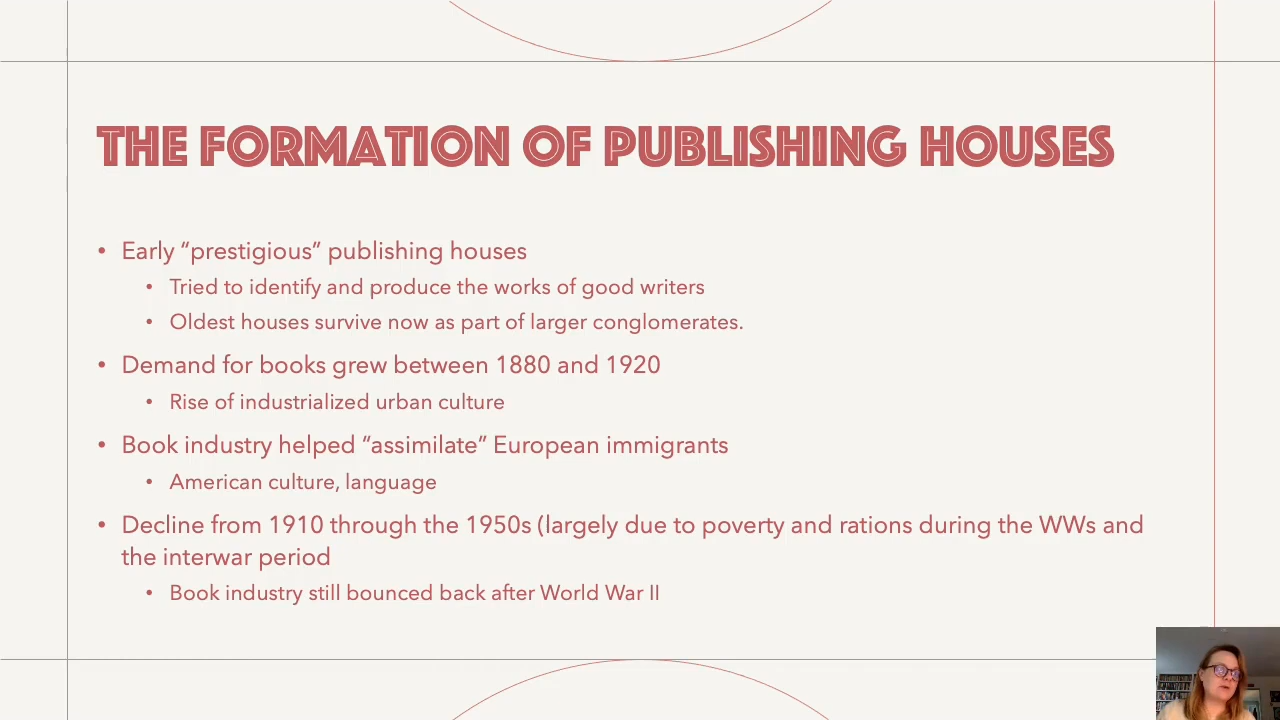 THE FORMATION OF PUBLISHING HOUSES
• Early “prestigious” publishing houses
• Tried to identify and produce the works of good writers
• Oldest houses survive now as part of larger conglomerates.
• Demand for books grew between 1880 and 1920
• Rise of industrialized urban culture
• Book industry helped “assimilate” European immigrants
• American culture, language
• Decline from 1910 through the 1950s (largely due to poverty and rations during the WWs and
the interwar period
• Book industry still bounced back after World War II